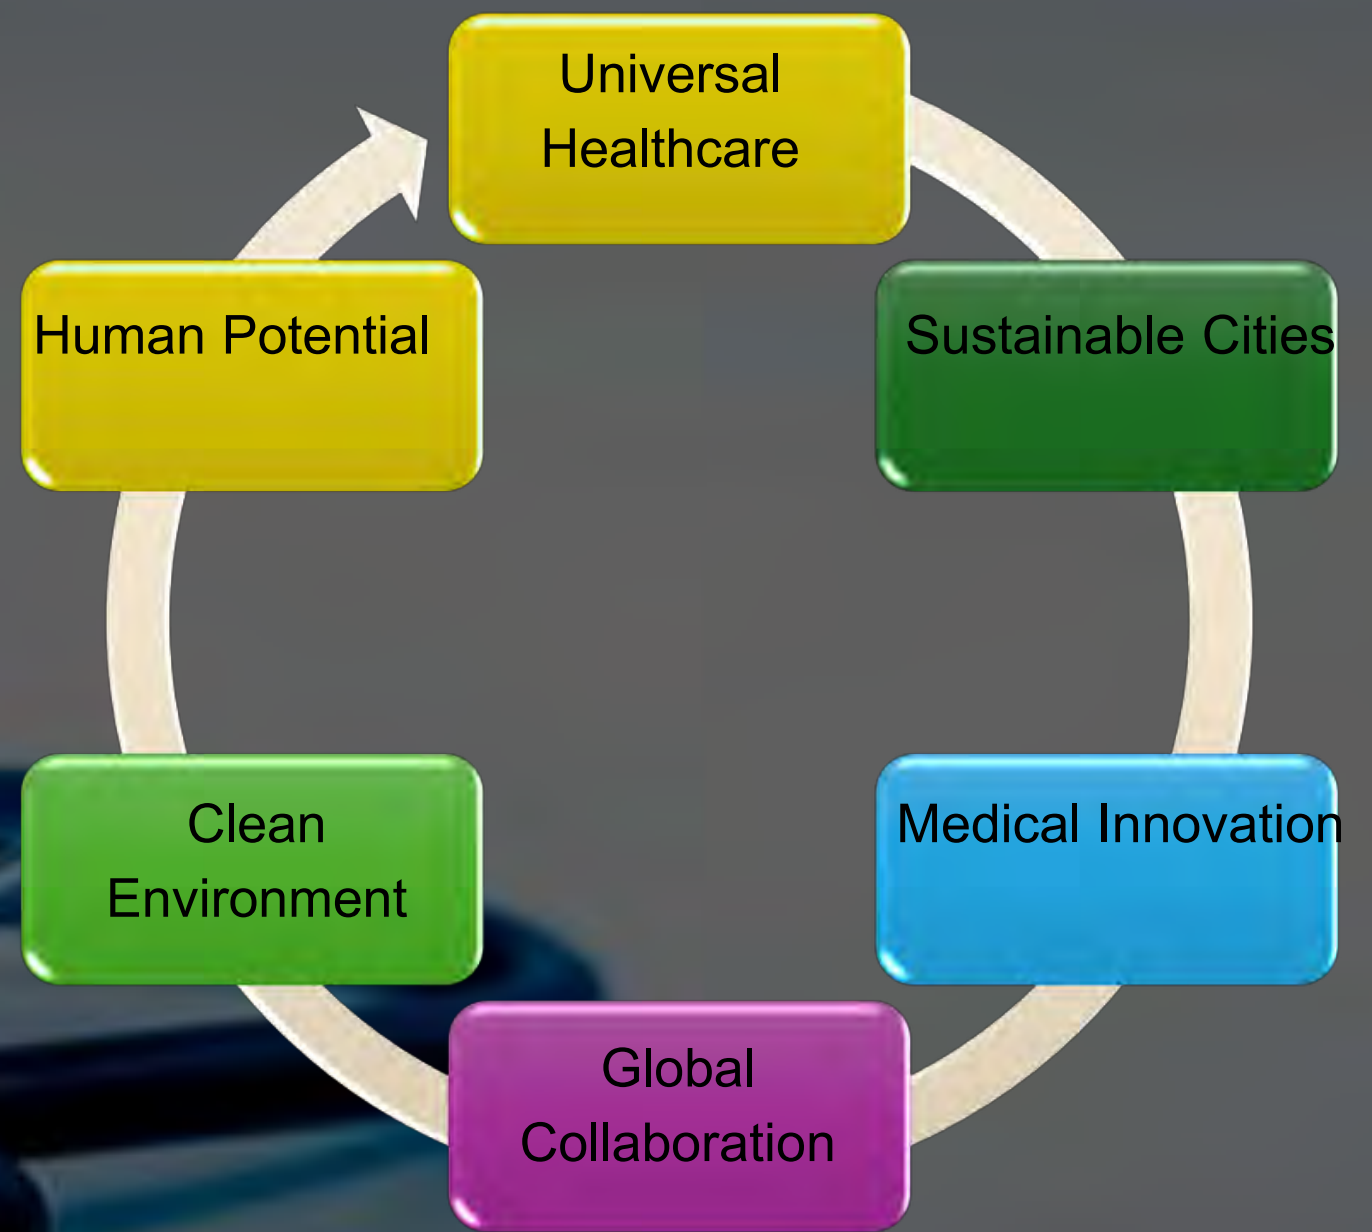 Universal
Healthcare
Sustainable Cities
Medical Innovation
Global
Collaboration
Clean
Environment
Human Potential